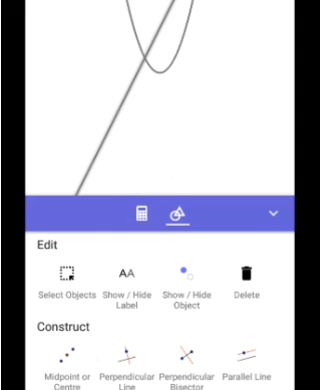 Edit
AA
Select Objects Show / Hide Show / Hide Delete
Label Object
Construct
Midpoint or Perpendicular Perpendicular Parallel Line
Centre Line Bisector